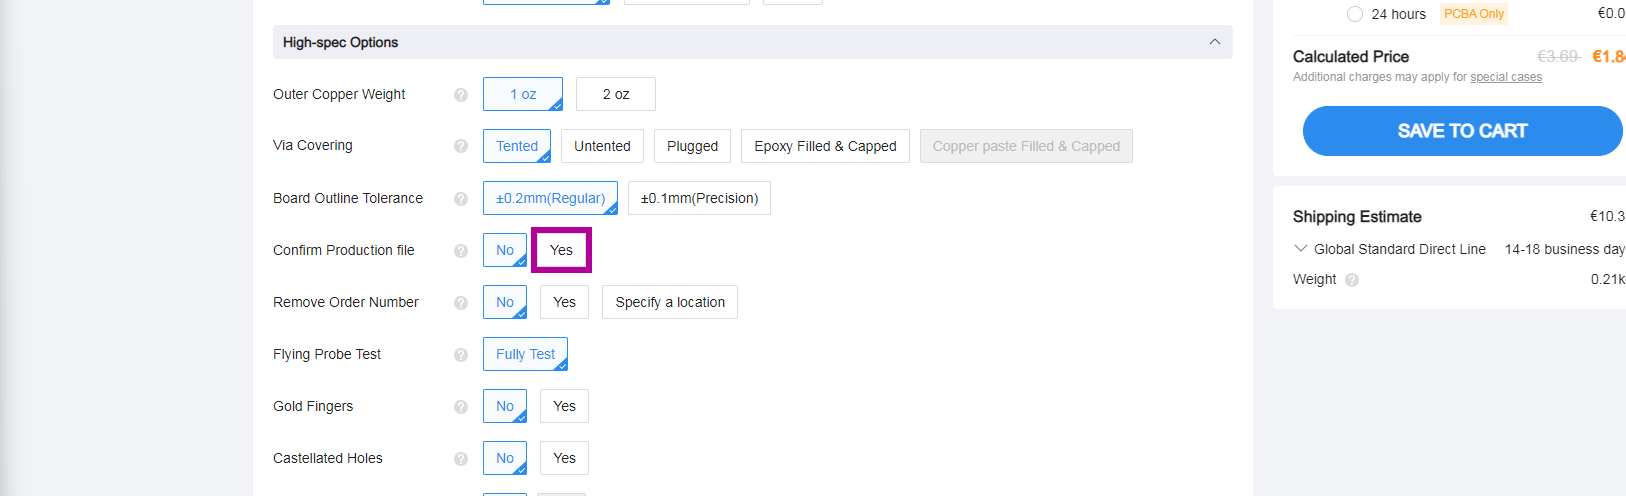 24 hours PCBA Only €0.0
High-spec Options
Calculated Price €3.69 €1.84
Additional charges may apply for special cases
Outer Copper Weight 1 oz 2 oz
SAVE TO CART
Via Covering Tented Untented Plugged Epoxy Filled & Capped Copper paste Filled & Capped
Board Outline Tolerance ±0.2mm(Regular) ±0.1mm(Precision)
Shipping Estimate €10.3
Confirm Production file No Yes
Global Standard Direct Line 14-18 business day
Weight 0.21k
Remove Order Number No Yes Specify a location
Flying Probe Test Fully Test
Gold Fingers No Yes
Castellated Holes No Yes